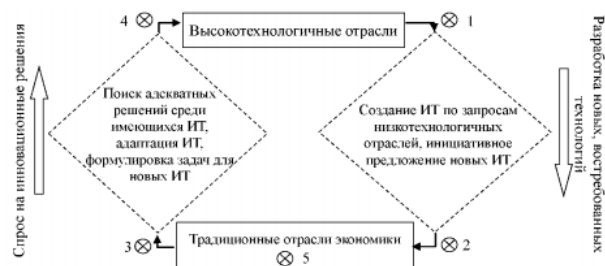 4
Высокотехнологичные отрасли
1
Спрос на инновационные решения
Поиск адекватных
решений среди
имеющихся ИТ,
адаптация ИТ,
формулировка задач для
новых ИТ
Создание ИТ по запросам
низкотехнологичных
отраслей, инициативное
предложение новых ИТ
Разработка новых, востребованных
технологий
3
Традиционные отрасли экономики
5
2